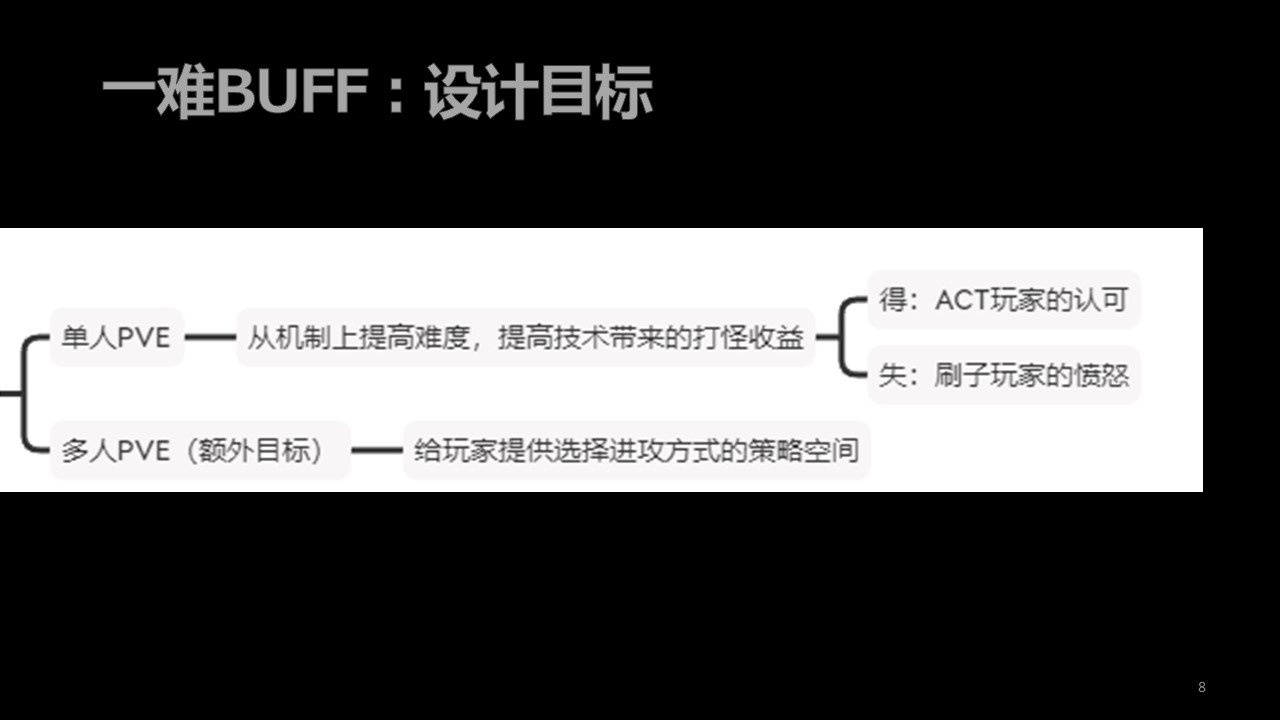 一难BUFF：设计目标
得：ACT玩家的认可
单人PVE
从机制上提高难度，提高技术带来的打怪收益
失：刷子玩家的愤怒
多人PVE（额外目标）
给玩家提供选择进攻方式的策略空间
8